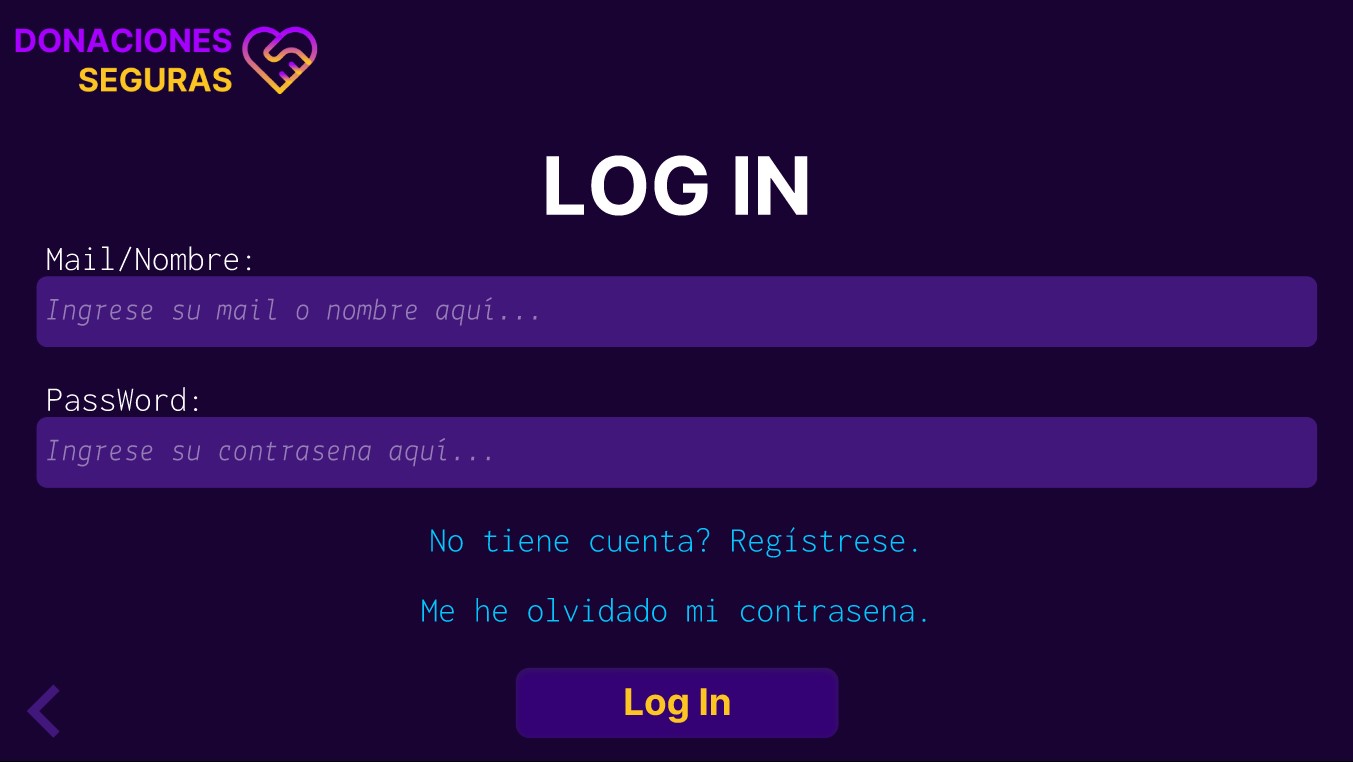 DONACIONES
SEGURAS
LOG IN
Mail/Nombre:
Ingrese su mail o nombre aquí...
PassWord:
Ingrese su contrasena aquí...
No tiene cuenta? Regístrese.
Me he olvidado mi contrasena.
Log In